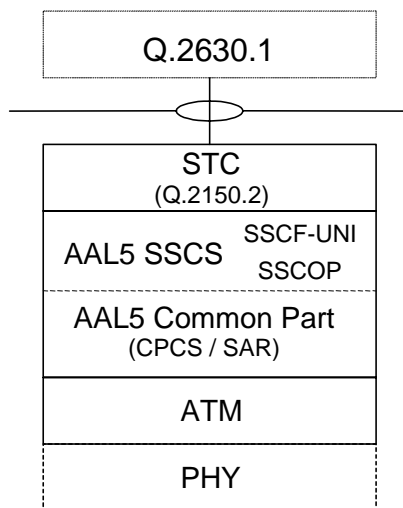 Q.2630.1
STC
(Q.2150.2)
AAL5 SSCS
SSCF-UNI
SSCOP
AAL5 Common Part
(CPCS / SAR)
ATM
PHY